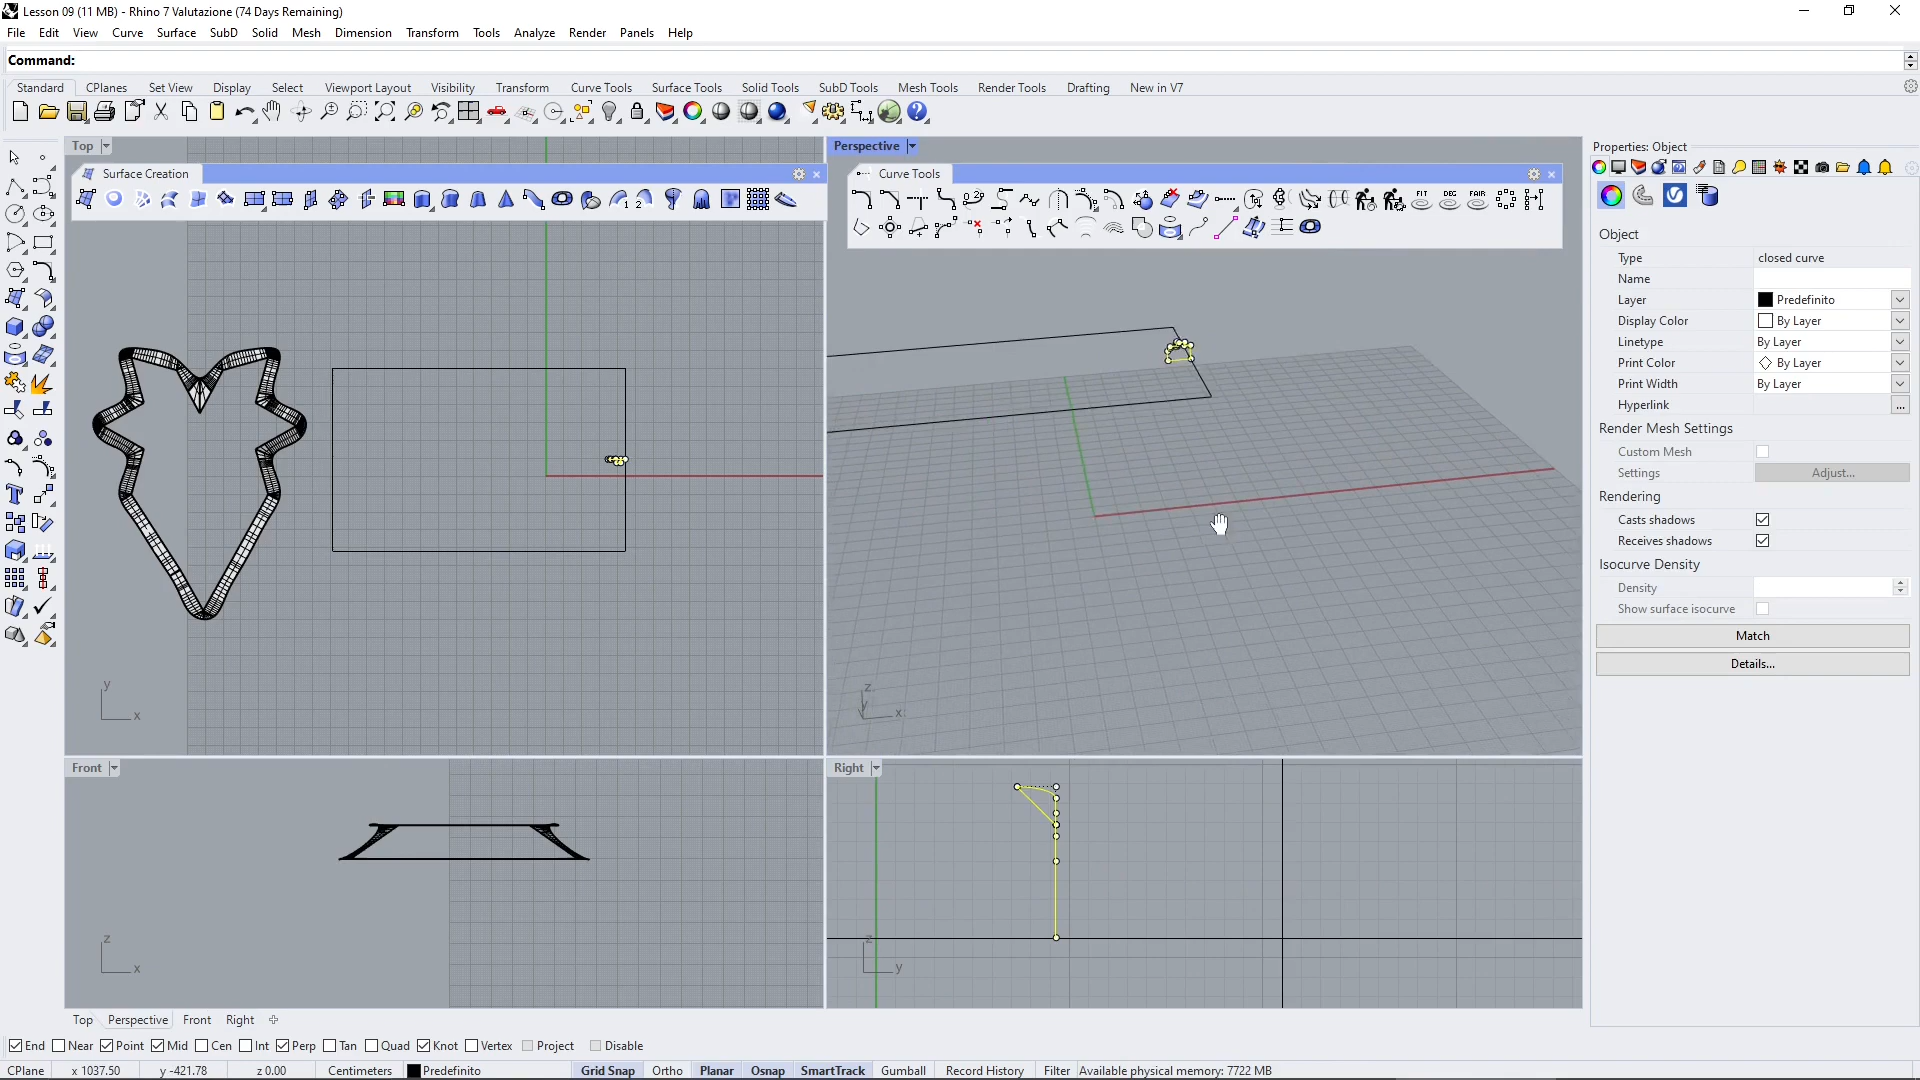 Lesson 09 (11 MB) - Rhino 7 Valutazione (74 Days Remaining)
File Edit View Curve Surface SubD Solid Mesh Dimension Transform Tools Analyze Render Panels Help
Command:
Standard CPlanes Set View Display Select Viewport Layout Visibility Transform Curve Tools Surface Tools Solid Tools SubD Tools Mesh Tools Render Tools Drafting New in V7
Top
Perspective
Properties: Object
Surface Creation
Curve Tools
1 2
FIT DEC FAIR
Object
Type closed curve
Name
Layer Predefinito
Display Color By Layer
Linetype By Layer
Print Color By Layer
Print Width By Layer
Hyperlink ...
Render Mesh Settings
Custom Mesh
Settings Adjust...
Rendering
Casts shadows
Receives shadows
Isocurve Density
Density
Show surface isocurve
Match
Details...
y
x
z
y
x
Front
Right
z
x
z
y
Top Perspective Front Right
End Near Point Mid Cen Int Perp Tan Quad Knot Vertex Project Disable
CPlane x 1037.50 y -421.78 z 0.00 Centimeters Predefinito Grid Snap Ortho Planar Osnap SmartTrack Gumball Record History Filter Available physical memory: 7722 MB